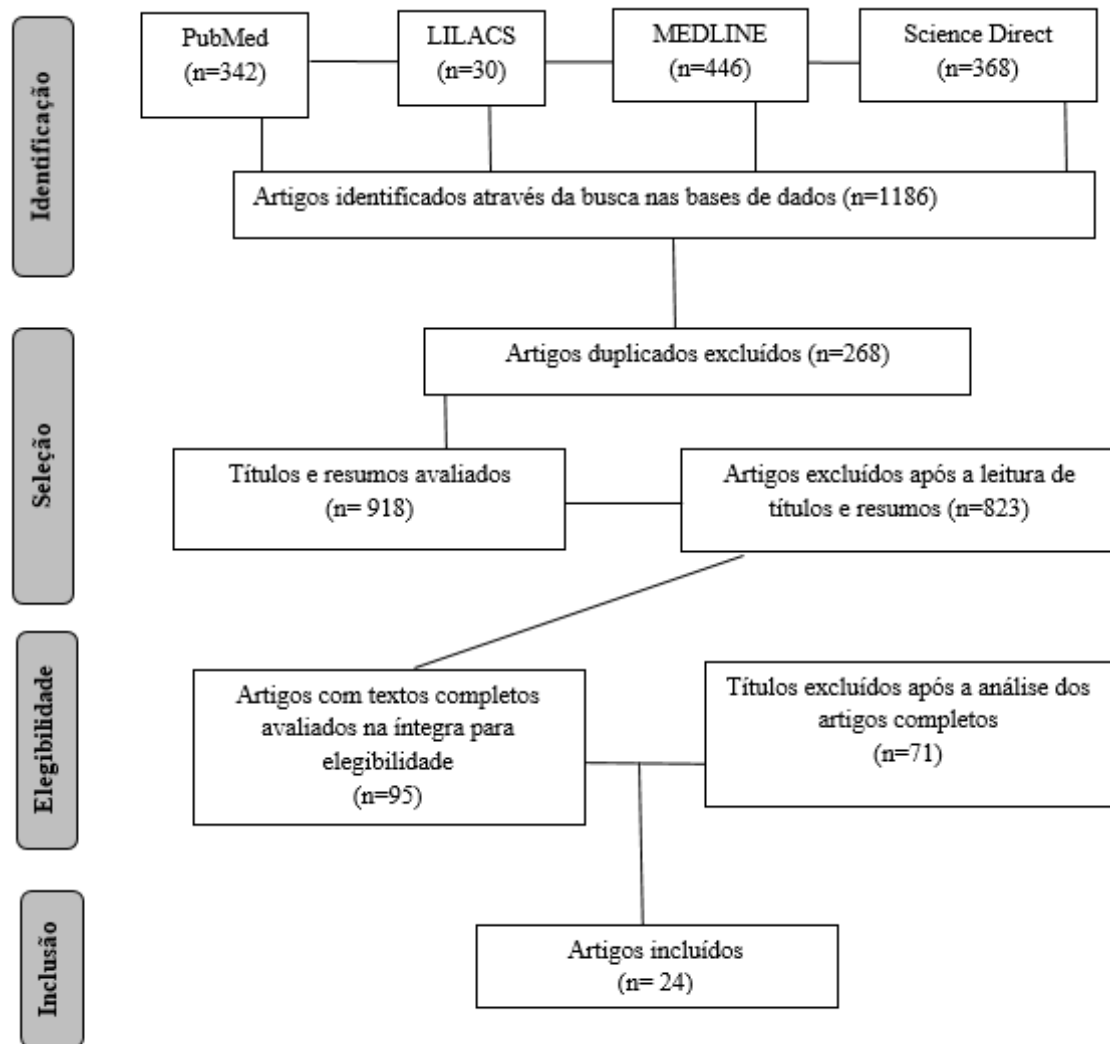 Identificação
PubMed
(n=342)
LILACS
(n=30)
MEDLINE
(n=446)
Science Direct
(n=368)
Artigos identificados através da busca nas bases de dados (n=1186)
Seleção
Artigos duplicados excluídos (n=268)
Títulos e resumos avaliados
(n= 918)
Artigos excluídos após a leitura de
títulos e resumos (n=823)
Elegibilidade
Artigos com textos completos
avaliados na íntegra para
elegibilidade
(n=95)
Títulos excluídos após a análise dos
artigos completos
(n=71)
Inclusão
Artigos incluídos
(n= 24)